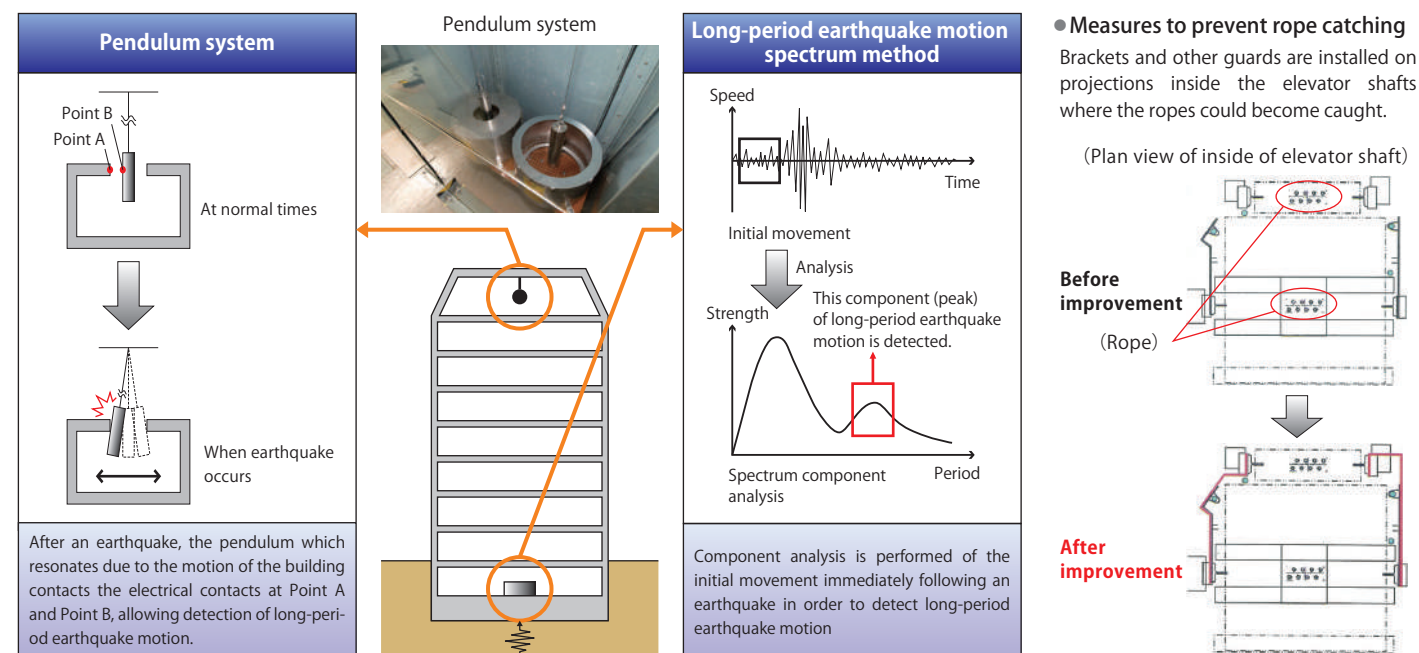 Pendulum system
Point B
Point A
At normal times
When earthquake
occurs
After an earthquake, the pendulum which
resonates due to the motion of the building
contacts the electrical contacts at Point A
and Point B, allowing detection of long-peri-
od earthquake motion.
Pendulum system
Long-period earthquake motion
spectrum method
Speed
Time
Initial movement
Analysis
This component (peak)
of long-period earthquake
motion is detected.
Strength
Period
Spectrum component
analysis
Component analysis is performed of the
initial movement immediately following an
earthquake in order to detect long-period
earthquake motion
● Measures to prevent rope catching
Brackets and other guards are installed on
projections inside the elevator shafts
where the ropes could become caught.
(Plan view of inside of elevator shaft)
Before
improvement
(Rope)
After
improvement